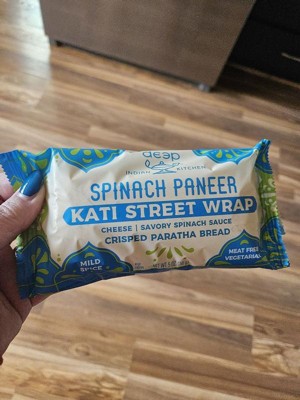 deep
INDIAN KITCHEN
SPINACH PANEER
KATI STREET WRAP
CHEESE | SAVORY SPINACH SAUCE
CRISPED PARATHA BREAD
MILD
SPICE
MEAT FREE
VEGETARIAN